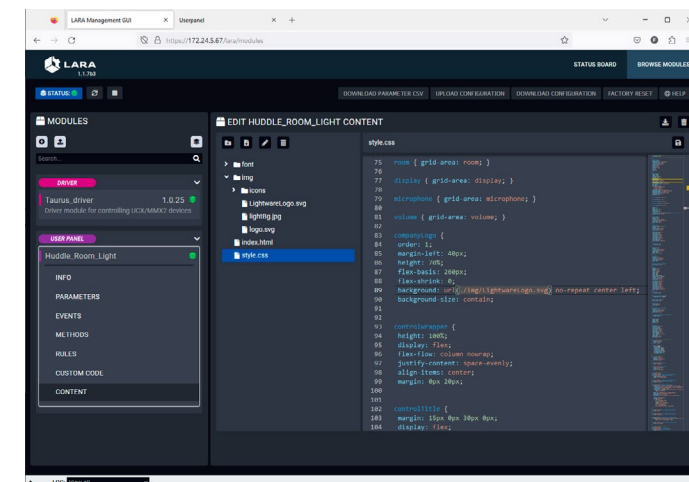 LARA Management GUI
Userpanel
https://172.24.5.67/lara/modules
LARA
1.1.7b3
STATUS BOARD
BROWSE MODULES
STATUS:
DOWNLOAD PARAMETER CSV
UPLOAD CONFIGURATION
DOWNLOAD CONFIGURATION
FACTORY RESET
HELP
MODULES
Search...
DRIVER
Taurus_driver 1.0.25
Driver module for controlling UCX/MMX2 devices
USER PANEL
Huddle_Room_Light
INFO
PARAMETERS
EVENTS
METHODS
RULES
CUSTOM CODE
CONTENT
EDIT HUDDLE_ROOM_LIGHT CONTENT
font
img
icons
LightwareLogo.svg
lightBg.jpg
logo.svg
index.html
style.css
style.css
75 room { grid-area: room; }
76
77 display { grid-area: display; }
78
79 microphone { grid-area: microphone; }
80
81 volume { grid-area: volume; }
82
83 companyLogo {
84 order: 1;
85 margin-left: 40px;
86 height: 70%;
87 flex-basis: 260px;
88 flex-shrink: 0;
89 background: url(./img/LightwareLogo.svg) no-repeat center left;
90 background-size: contain;
91
92
93 controlWrapper {
94 height: 100%;
95 display: flex;
96 flex-flow: column nowrap;
97 justify-content: space-evenly;
98 align-items: center;
99 margin: 0px 20px;
100
101
102 controlTitle {
103 margin: 15px 0px 30px 0px;
104 display: flex;
LOG: